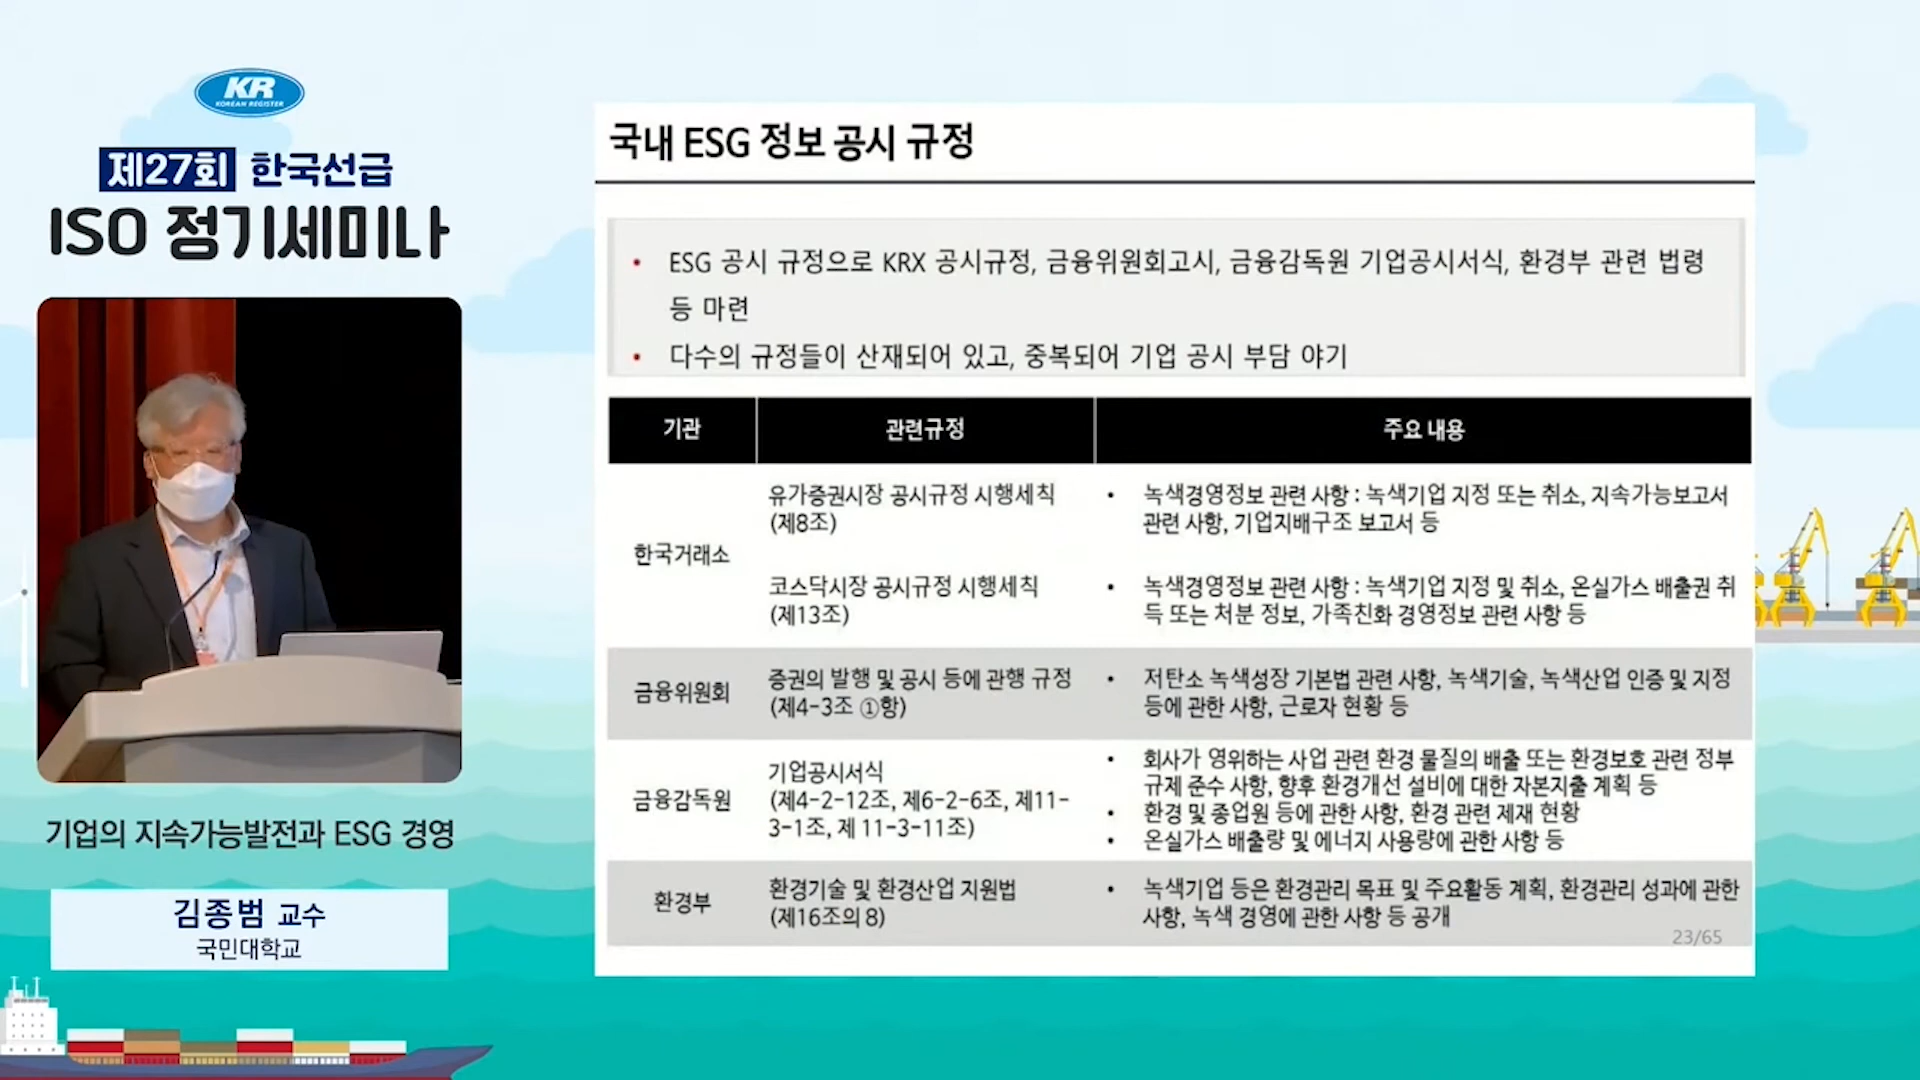 KR
KOREAN REGISTER
제27회 한국선급
ISO 정기세미나
기업의 지속가능발전과 ESG 경영
김종범 교수
국민대학교
국내 ESG 정보 공시 규정
• ESG 공시 규정으로 KRX 공시규정, 금융위원회고시, 금융감독원 기업공시서식, 환경부 관련 법령
등 마련
• 다수의 규정들이 산재되어 있고, 중복되어 기업 공시 부담 야기
기관 관련규정 주요 내용
한국거래소
유가증권시장 공시규정 시행세칙
(제8조)
• 녹색경영정보 관련 사항 : 녹색기업 지정 또는 취소, 지속가능보고서
관련 사항, 기업지배구조 보고서 등
코스닥시장 공시규정 시행세칙
(제13조)
• 녹색경영정보 관련 사항 : 녹색기업 지정 및 취소, 온실가스 배출권 취
득 또는 처분 정보, 가족친화 경영정보 관련 사항 등
금융위원회
증권의 발행 및 공시 등에 관행 규정
(제4-3조 ①항)
• 저탄소 녹색성장 기본법 관련 사항, 녹색기술, 녹색산업 인증 및 지정
등에 관한 사항, 근로자 현황 등
금융감독원
기업공시서식
(제4-2-12조, 제6-2-6조, 제11-
3-1조, 제 11-3-11조)
• 회사가 영위하는 사업 관련 환경 물질의 배출 또는 환경보호 관련 정부
규제 준수 사항, 향후 환경개선 설비에 대한 자본지출 계획 등
• 환경 및 종업원 등에 관한 사항, 환경 관련 제재 현황
• 온실가스 배출량 및 에너지 사용량에 관한 사항 등
환경부
환경기술 및 환경산업 지원법
(제16조의 8)
• 녹색기업 등은 환경관리 목표 및 주요활동 계획, 환경관리 성과에 관한
사항, 녹색 경영에 관한 사항 등 공개
23/65